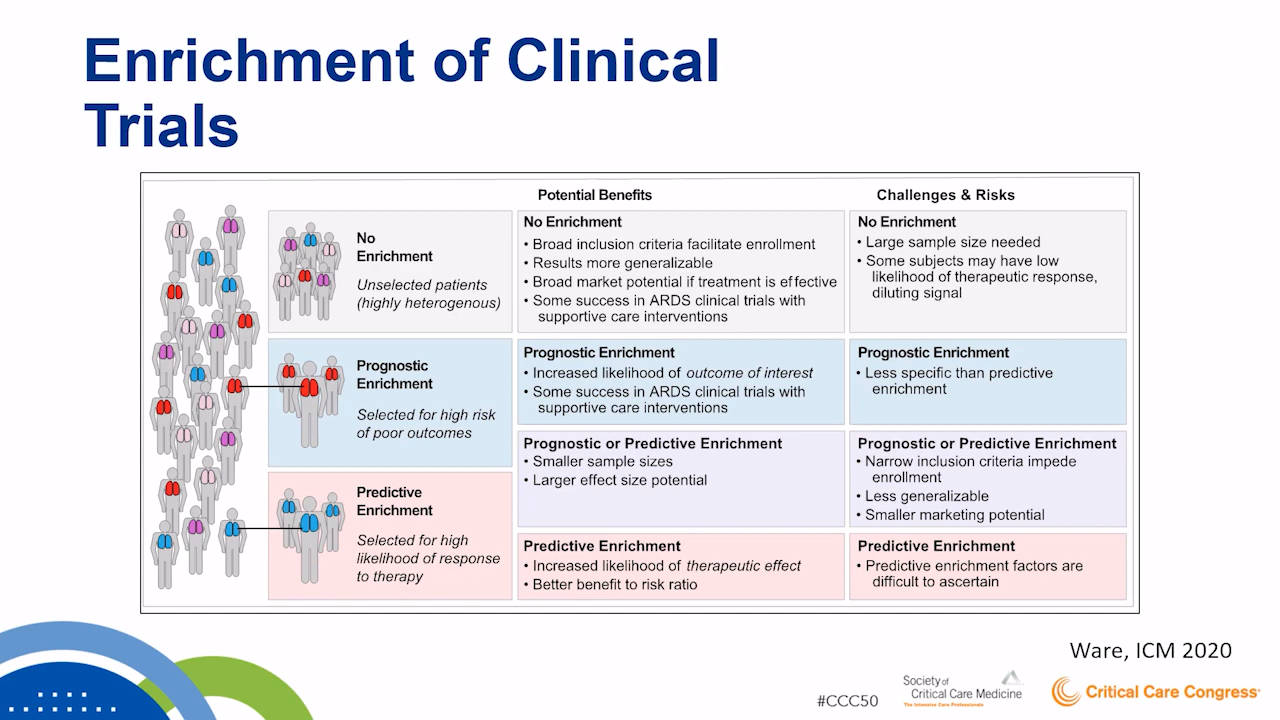 Enrichment of Clinical
Trials
Potential Benefits
Challenges & Risks
No
Enrichment
Unselected patients
(highly heterogenous)
No Enrichment
• Broad inclusion criteria facilitate enrollment
• Results more generalizable
• Broad market potential if treatment is effective
• Some success in ARDS clinical trials with
supportive care interventions
No Enrichment
• Large sample size needed
• Some subjects may have low
likelihood of therapeutic response,
diluting signal
Prognostic
Enrichment
Selected for high risk
of poor outcomes
Prognostic Enrichment
• Increased likelihood of outcome of interest
• Some success in ARDS clinical trials with
supportive care interventions
Prognostic Enrichment
• Less specific than predictive
enrichment
Prognostic or Predictive Enrichment
• Smaller sample sizes
• Larger effect size potential
Prognostic or Predictive Enrichment
• Narrow inclusion criteria impede
enrollment
• Less generalizable
• Smaller marketing potential
Predictive
Enrichment
Selected for high
likelihood of response
to therapy
Predictive Enrichment
• Increased likelihood of therapeutic effect
• Better benefit to risk ratio
Predictive Enrichment
• Predictive enrichment factors are
difficult to ascertain
Ware, ICM 2020
#CCC50
Society of
Critical Care Medicine
The Intensive Care Professionals
Critical Care Congress